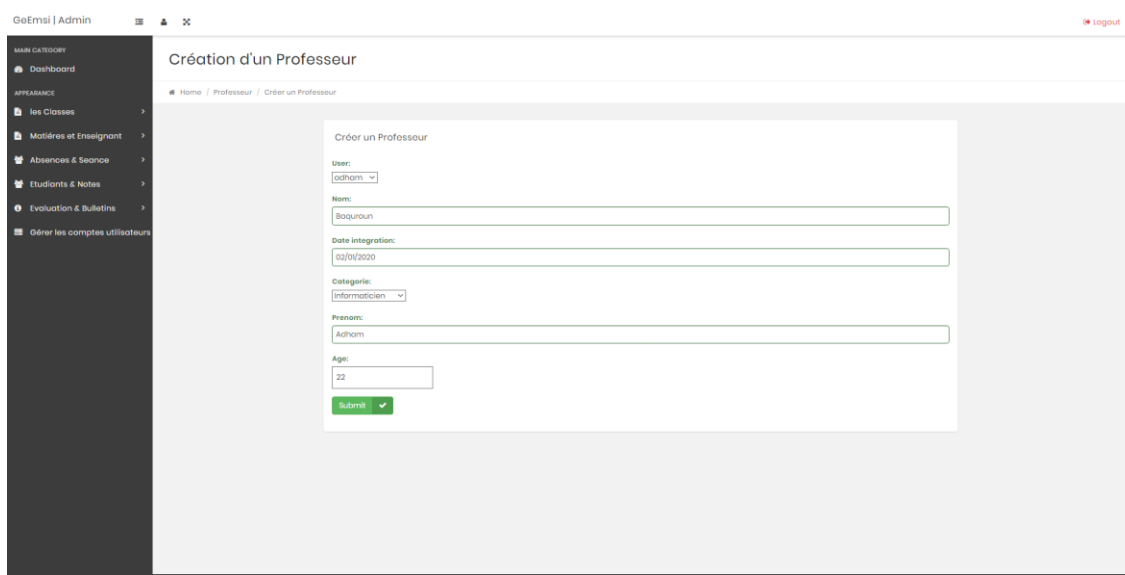 GeEmsi | Admin
Logout
MAIN CATEGORY
Dashboard
APPEARANCE
les Classes
Matiéres et Enseignant
Absences & Seance
Etudiants & Notes
Evaluation & Bulletins
Gérer les comptes utilisateurs
Création d'un Professeur
Home / Professeur / Créer un Professeur
Créer un Professeur
User:
adham
Nom:
Baquroun
Date integration:
02/01/2020
Categorie:
Informaticien
Prenom:
Adham
Age:
22
Submit